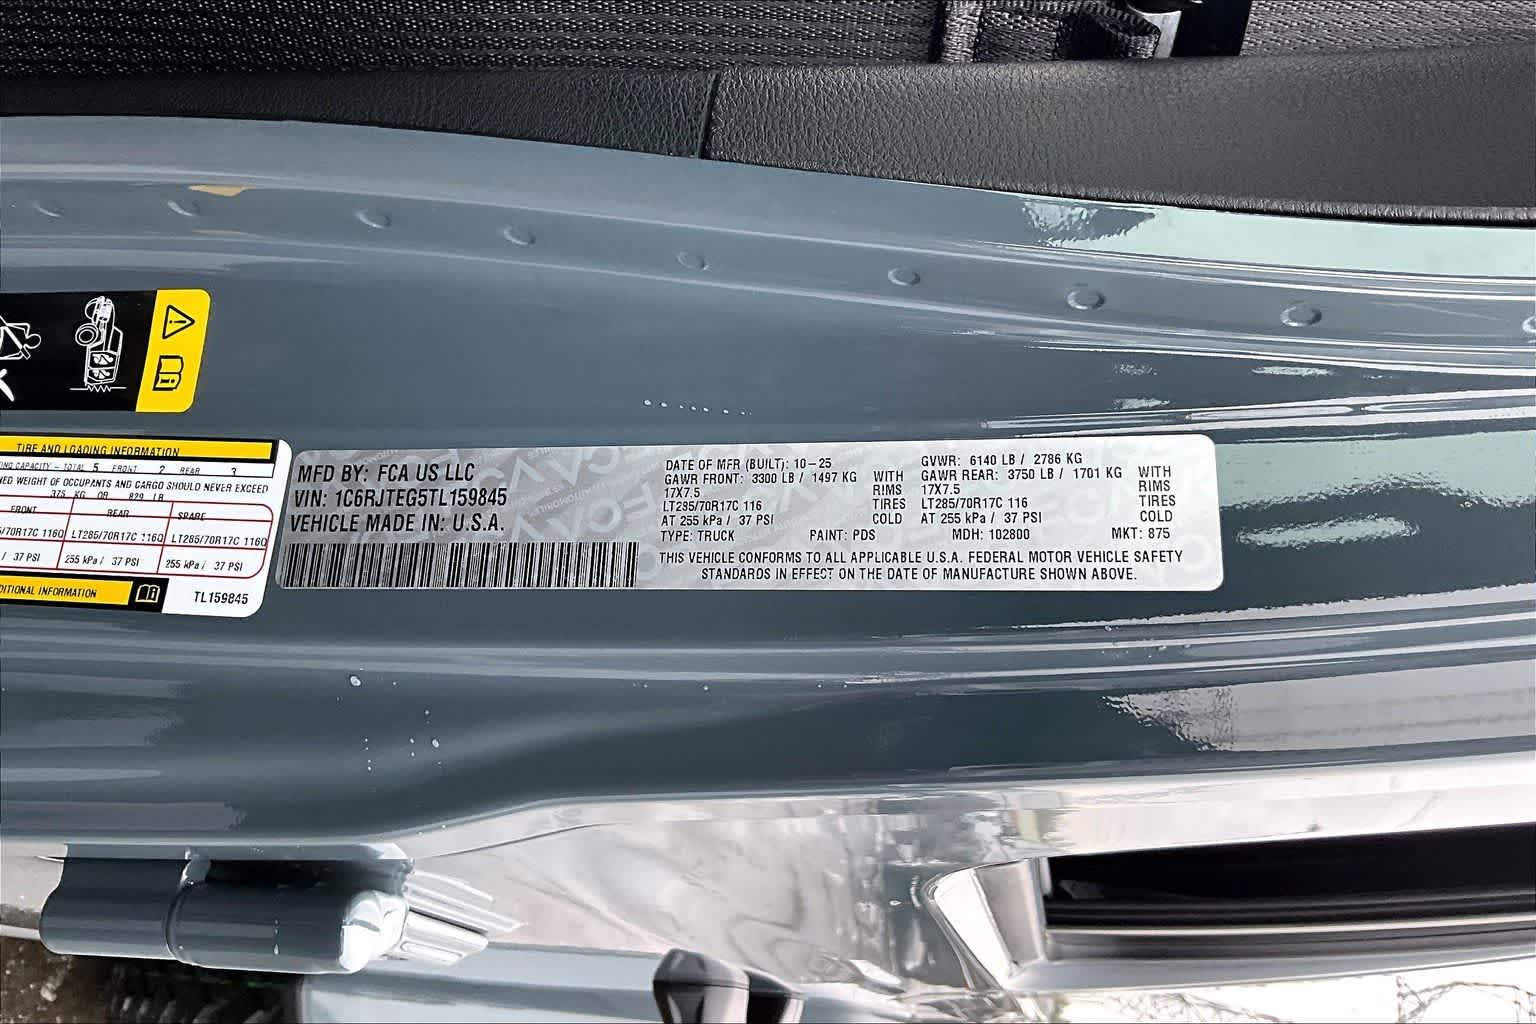 TIRE AND LOADING INFORMATION
ING CAPACITY - TOTAL 5 FRONT 2 REAR 3
NED WEIGHT OF OCCUPANTS AND CARGO SHOULD NEVER EXCEED
375 KG OR 829 LB
FRONT REAR SPARE
5/70R17C 116Q LT285/70R17C 116Q LT285/70R17C 116Q
/ 37 PSI 255 kPa / 37 PSI 255 kPa / 37 PSI
DITIONAL INFORMATION
TL159845
MFD BY: FCA US LLC
VIN: 1C6RJTEG5TL159845
VEHICLE MADE IN: U.S.A.
DATE OF MFR (BUILT): 10-25 GVWR: 6140 LB / 2786 KG
GAWR FRONT: 3300 LB / 1497 KG WITH GAWR REAR: 3750 LB / 1701 KG WITH
17X7.5 RIMS 17X7.5 RIMS
LT285/70R17C 116 TIRES LT285/70R17C 116 TIRES
AT 255 kPa / 37 PSI COLD AT 255 kPa / 37 PSI COLD
TYPE: TRUCK PAINT: PDS MDH: 102800 MKT: 875
THIS VEHICLE CONFORMS TO ALL APPLICABLE U.S.A. FEDERAL MOTOR VEHICLE SAFETY
STANDARDS IN EFFECT ON THE DATE OF MANUFACTURE SHOWN ABOVE.